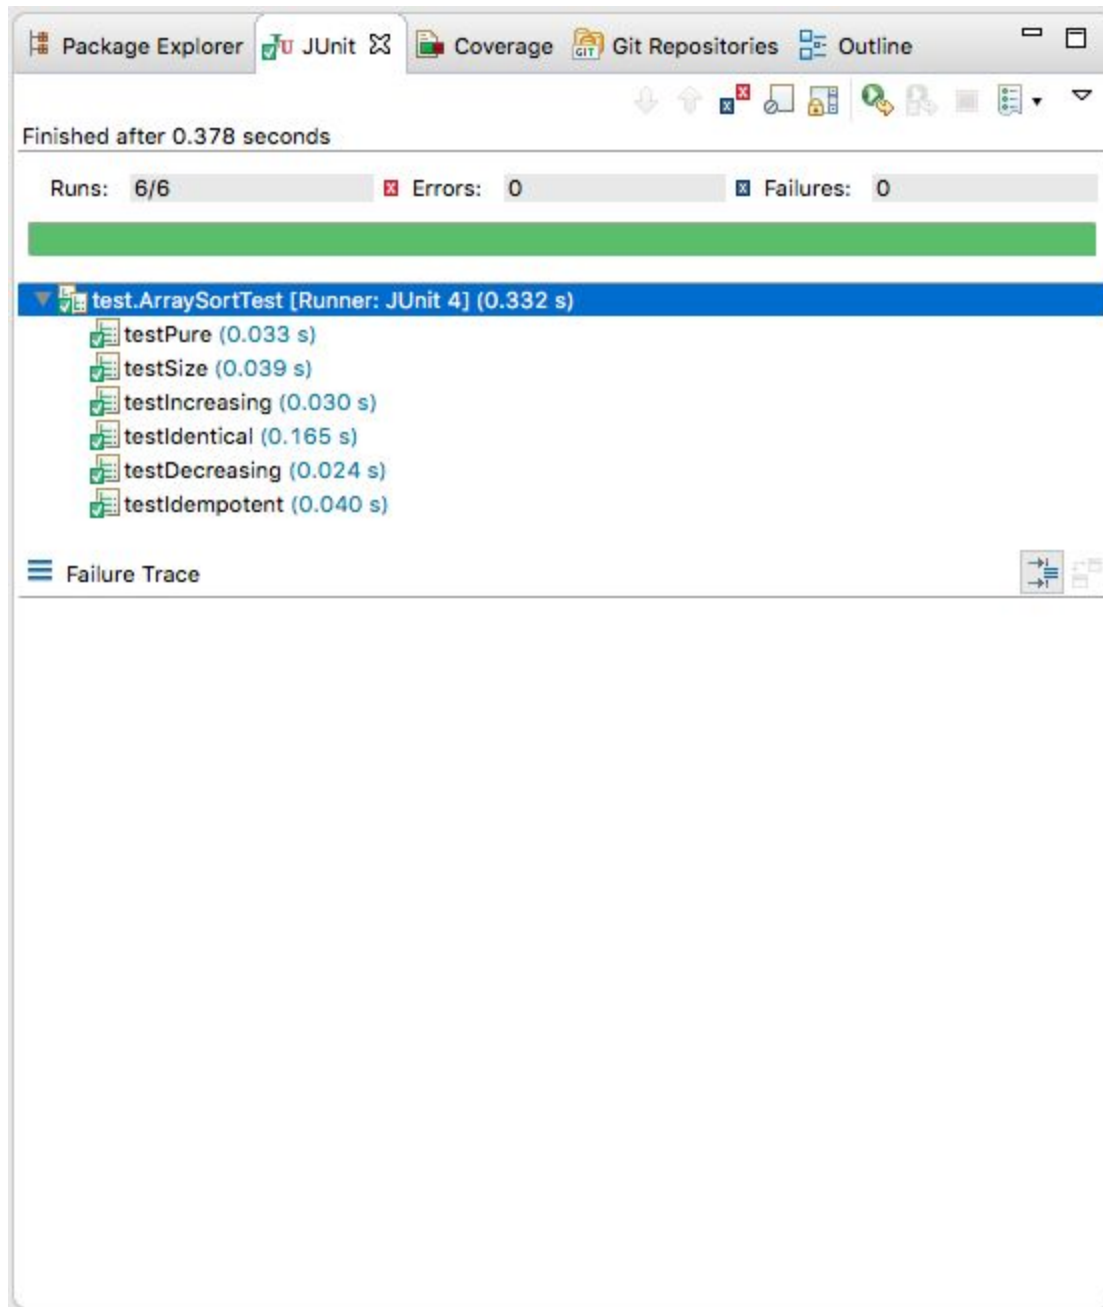 Package Explorer JUnit Coverage Git Repositories Outline
Finished after 0.378 seconds
Runs: 6/6 Errors: 0 Failures: 0
test.ArraySortTest [Runner: JUnit 4] (0.332 s)
testPure (0.033 s)
testSize (0.039 s)
testIncreasing (0.030 s)
testIdentical (0.165 s)
testDecreasing (0.024 s)
testIdempotent (0.040 s)
Failure Trace